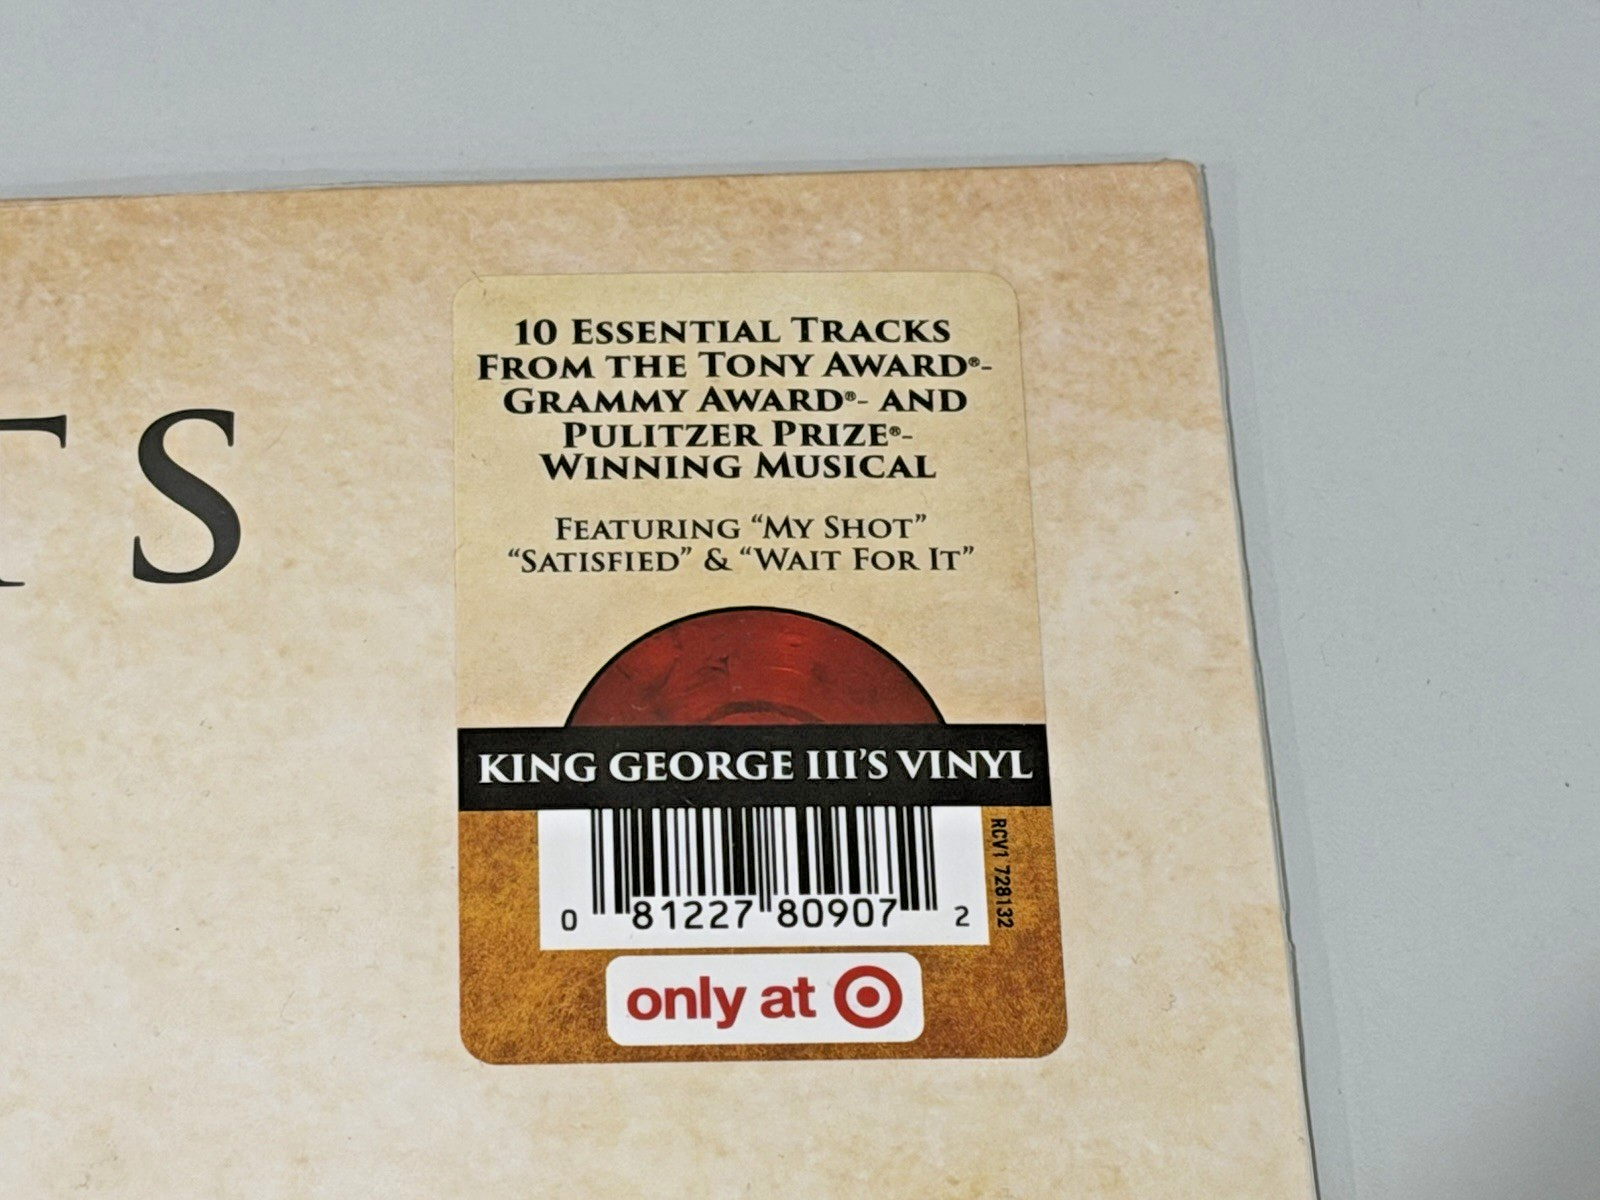 TS
10 ESSENTIAL TRACKS
FROM THE TONY AWARD®-
GRAMMY AWARD®- AND
PULITZER PRIZE®-
WINNING MUSICAL
FEATURING “MY SHOT”
“SATISFIED” & “WAIT FOR IT”
KING GEORGE III'S VINYL
RCV1 728132
0 81227 80907 2
only at